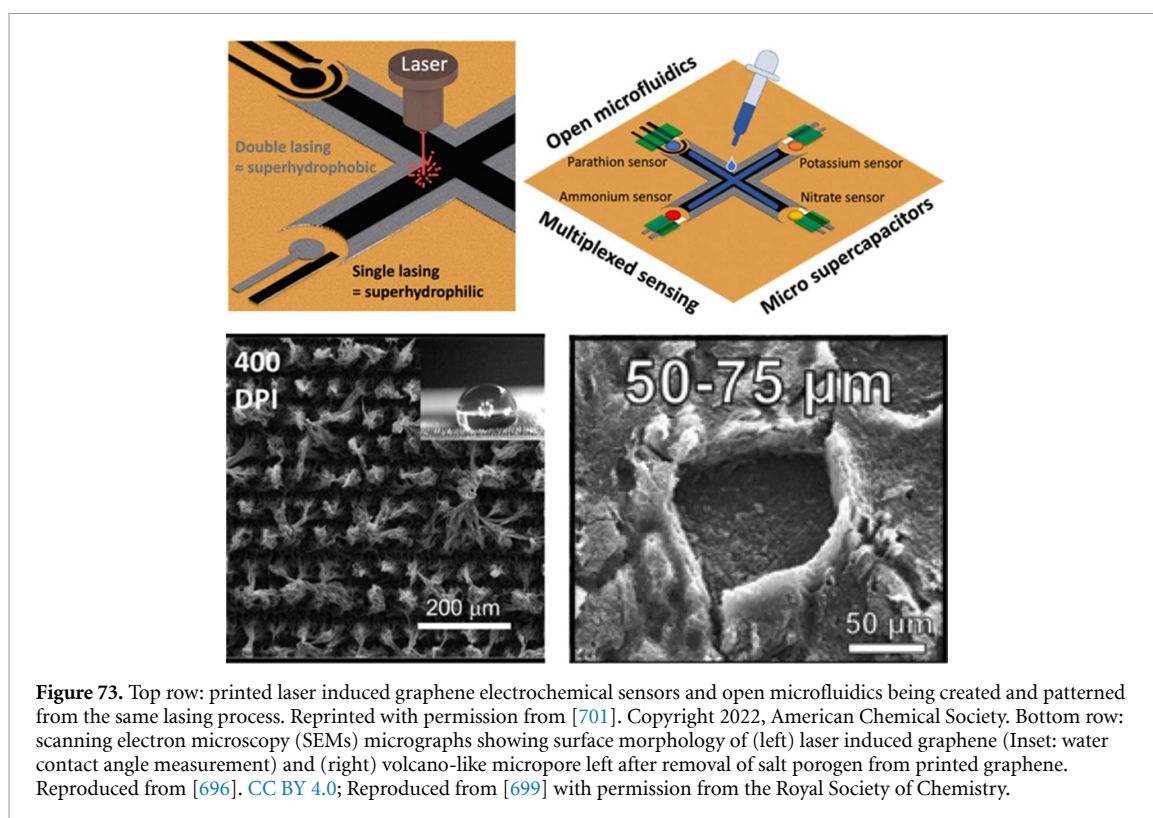 Laser
Double lasing
≈ superhydrophobic
Single lasing
= superhydrophilic
Open microfluidics
Parathion sensor
Potassium sensor
Ammonium sensor
Nitrate sensor
Multiplexed sensing
Micro supercapacitors
400
DPI
200 µm
50-75 µm
50 µm
Figure 73. Top row: printed laser induced graphene electrochemical sensors and open microfluidics being created and patterned
from the same lasing process. Reprinted with permission from [701]. Copyright 2022, American Chemical Society. Bottom row:
scanning electron microscopy (SEMs) micrographs showing surface morphology of (left) laser induced graphene (Inset: water
contact angle measurement) and (right) volcano-like micropore left after removal of salt porogen from printed graphene.
Reproduced from [696]. CC BY 4.0; Reproduced from [699] with permission from the Royal Society of Chemistry.